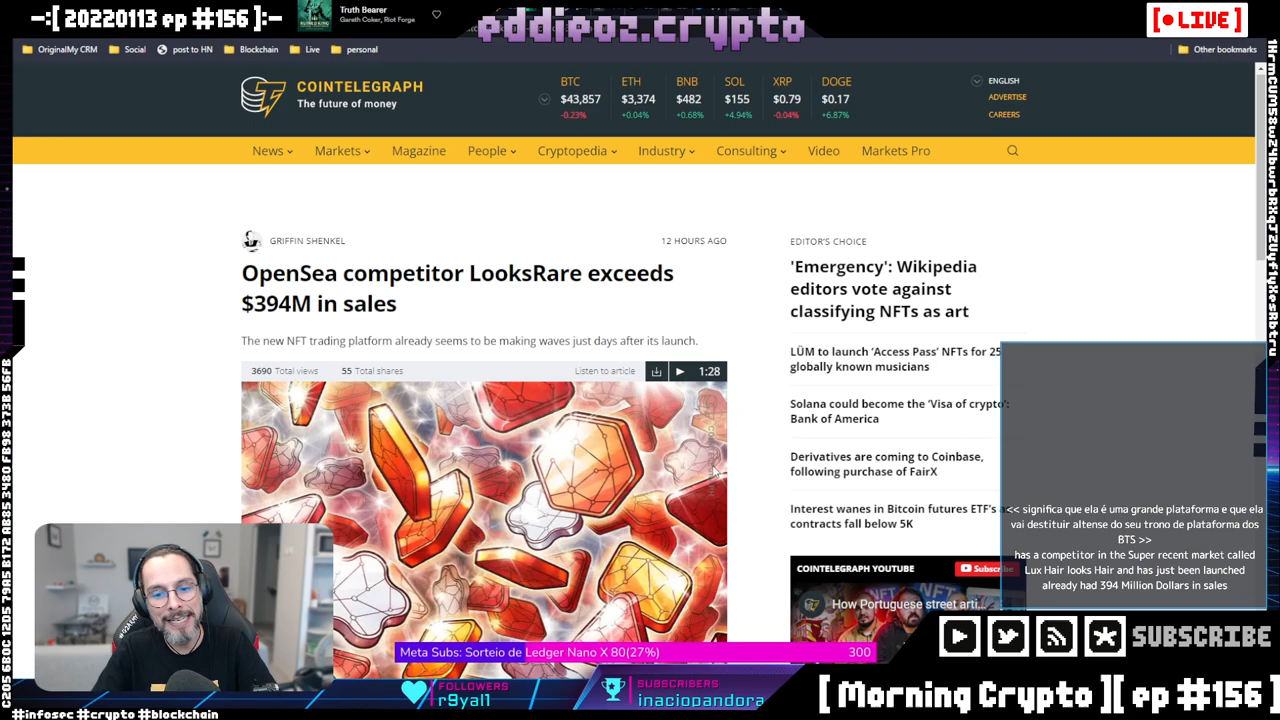 -:[ 20220113 ep #156 ]:-
Truth Bearer
Gareth Coker, Riot Forge
eddieoz.crypto
[ • LIVE ]
OriginalMy CRM
Social
post to HN
Blockchain
Live
personal
Other bookmarks
COINTELEGRAPH
The future of money
BTC ETH BNB SOL XRP DOGE
$43,857 $3,374 $482 $155 $0.79 $0.17
-0.23% +0.04% +0.68% +4.94% -0.04% +6.87%
ENGLISH
ADVERTISE
CAREERS
News Markets Magazine People Cryptopedia Industry Consulting Video Markets Pro
GRIFFIN SHENKEL
12 HOURS AGO
OpenSea competitor LooksRare exceeds
$394M in sales
The new NFT trading platform already seems to be making waves just days after its launch.
3690 Total views
55 Total shares
Listen to article
1:28
EDITOR'S CHOICE
'Emergency': Wikipedia
editors vote against
classifying NFTs as art
LÜM to launch 'Access Pass' NFTs for 25
globally known musicians
Solana could become the 'Visa of crypto':
Bank of America
Derivatives are coming to Coinbase,
following purchase of FairX
Interest wanes in Bitcoin futures ETF's as
contracts fall below 5K
COINTELEGRAPH YOUTUBE
Subscribe
How Portuguese street arti...
<< significa que ela é uma grande plataforma e que ela
vai destituir altense do seu trono de plataforma dos
BTS >>
has a competitor in the Super recent market called
Lux Hair looks Hair and has just been launched
already had 394 Million Dollars in sales
Meta Subs: Sorteio de Ledger Nano X 80(27%)
300
FOLLOWERS
r9yal1
SUBSCRIBERS
inaciopandora
SUBSCRIBE
[ Morning Crypto ][ ep #156 ]
#infosec #crypto #blockchain